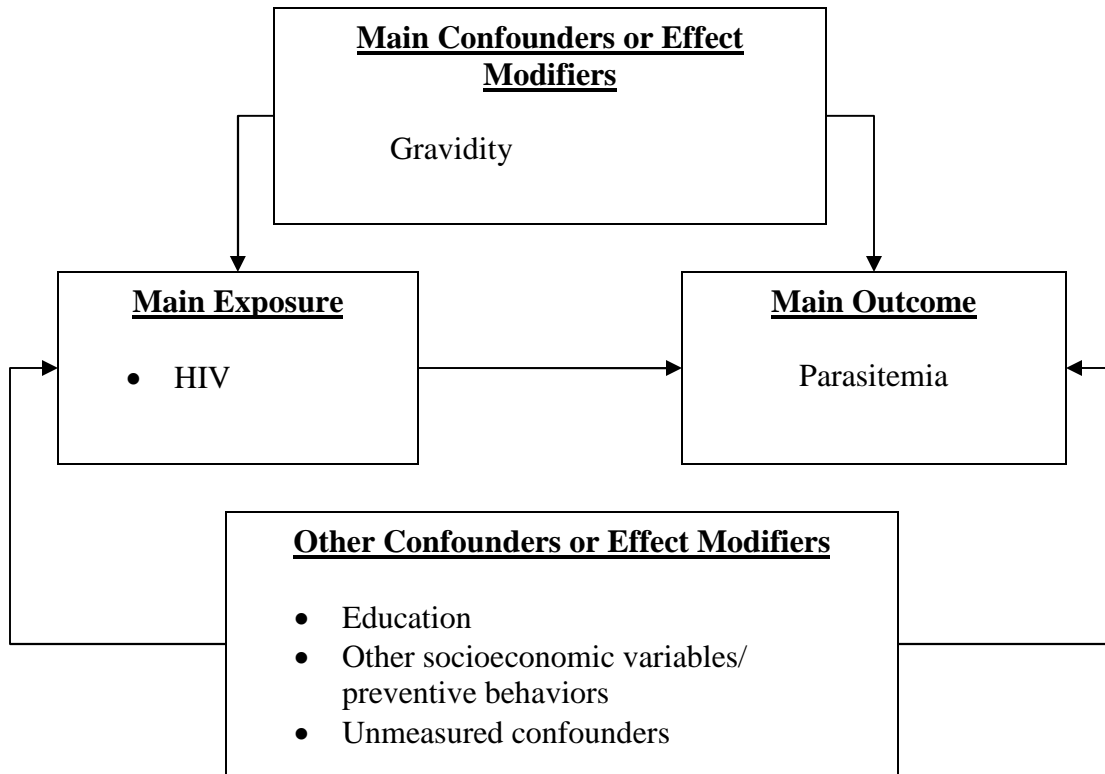 Main Confounders or Effect
Modifiers
Gravidity
Main Exposure
• HIV
Main Outcome
Parasitemia
Other Confounders or Effect Modifiers
• Education
• Other socioeconomic variables/
preventive behaviors
• Unmeasured confounders